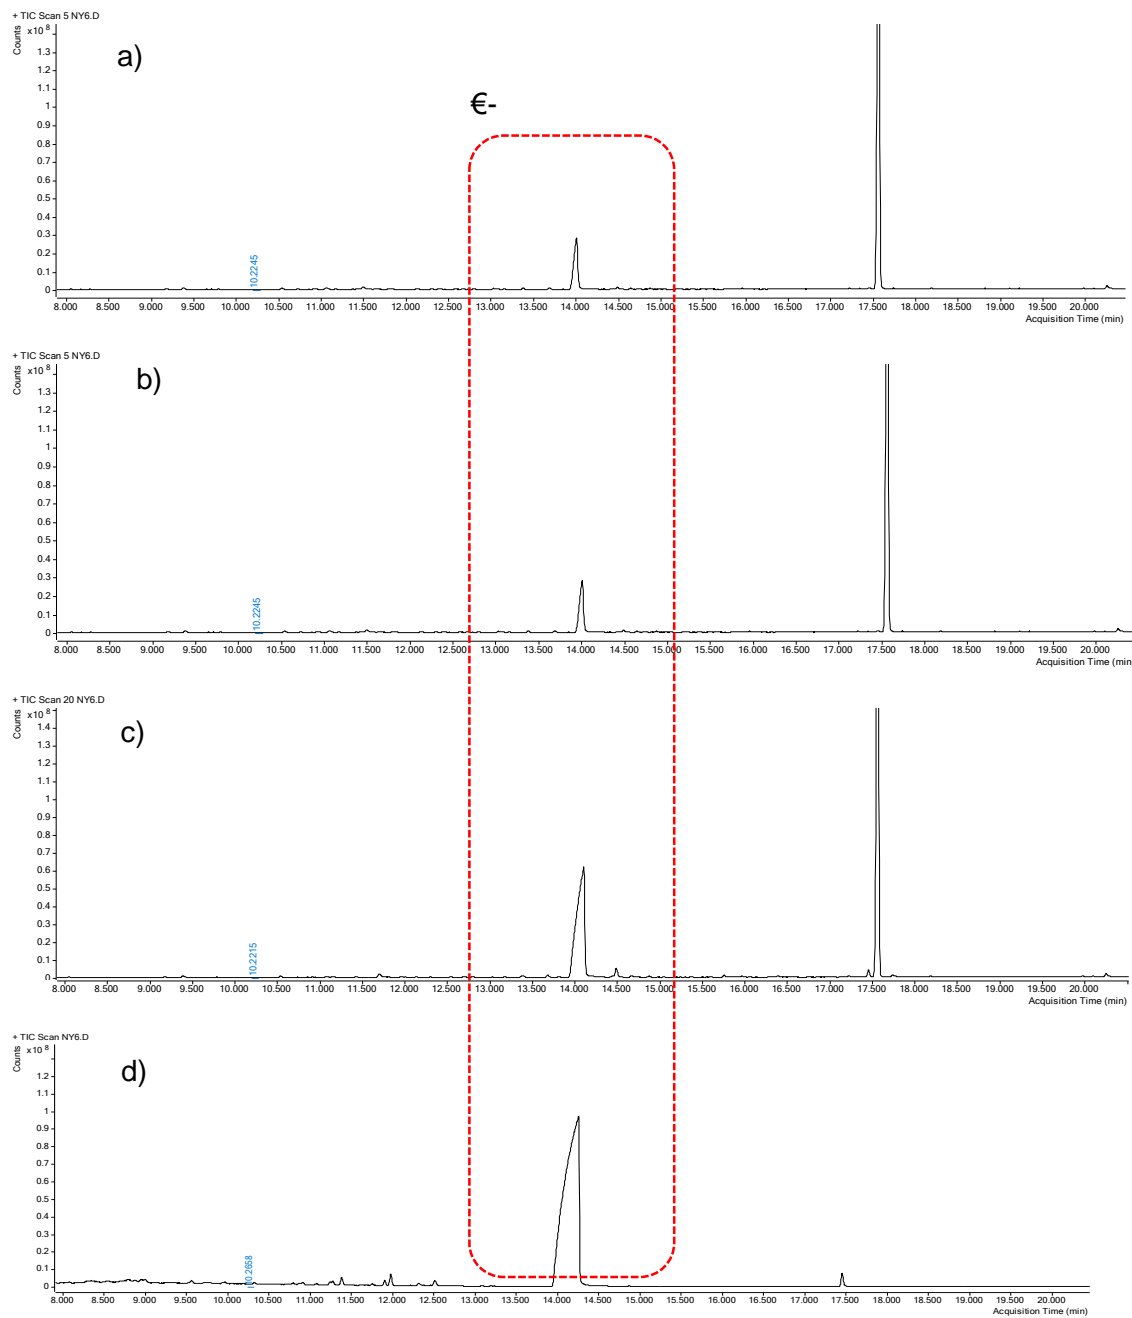 + TIC Scan 5 NY6.D
Counts
x10 8
a)
€-
1.3
1.2
1.1
1
0.9
0.8
0.7
0.6
0.5
0.4
0.3
0.2
0.1
0
10.2245
8.000 8.500 9.000 9.500 10.000 10.500 11.000 11.500 12.000 12.500 13.000 13.500 14.000 14.500 15.000 15.500 16.000 16.500 17.000 17.500 18.000 18.500 19.000 19.500 20.000
Acquisition Time (min)
+ TIC Scan 5 NY6.D
Counts
x10 8
b)
1.3
1.2
1.1
1
0.9
0.8
0.7
0.6
0.5
0.4
0.3
0.2
0.1
0
10.2245
8.000 8.500 9.000 9.500 10.000 10.500 11.000 11.500 12.000 12.500 13.000 13.500 14.000 14.500 15.000 15.500 16.000 16.500 17.000 17.500 18.000 18.500 19.000 19.500 20.000
Acquisition Time (min
+ TIC Scan 20 NY6.D
Counts
x10 8
c)
1.4
1.3
1.2
1.1
1
0.9
0.8
0.7
0.6
0.5
0.4
0.3
0.2
0.1
0
10.2215
8.000 8.500 9.000 9.500 10.000 10.500 11.000 11.500 12.000 12.500 13.000 13.500 14.000 14.500 15.000 15.500 16.000 16.500 17.000 17.500 18.000 18.500 19.000 19.500 20.000
Acquisition Time (min)
+ TIC Scan NY6.D
Counts
x10 8
d)
1.2
1.1
1
0.9
0.8
0.7
0.6
0.5
0.4
0.3
0.2
0.1
0
10.2658
8.000 8.500 9.000 9.500 10.000 10.500 11.000 11.500 12.000 12.500 13.000 13.500 14.000 14.500 15.000 15.500 16.000 16.500 17.000 17.500 18.000 18.500 19.000 19.500 20.000
Acquisition Time (min)